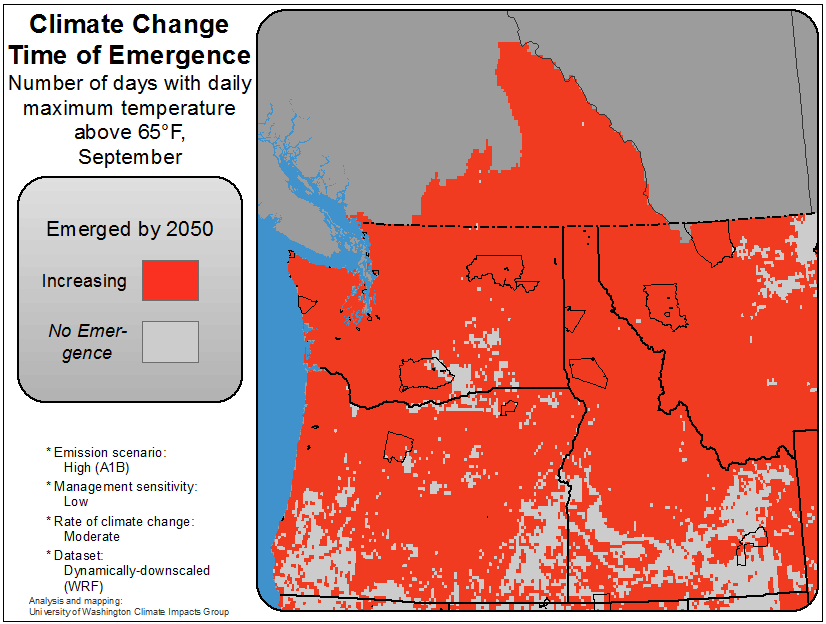 Climate Change
Time of Emergence
Number of days with daily
maximum temperature
above 65°F,
September
Emerged by 2050
Increasing
No Emer-
gence
* Emission scenario:
High (A1B)
* Management sensitivity:
Low
* Rate of climate change:
Moderate
* Dataset:
Dynamically-downscaled
(WRF)
Analysis and mapping:
University of Washington Climate Impacts Group